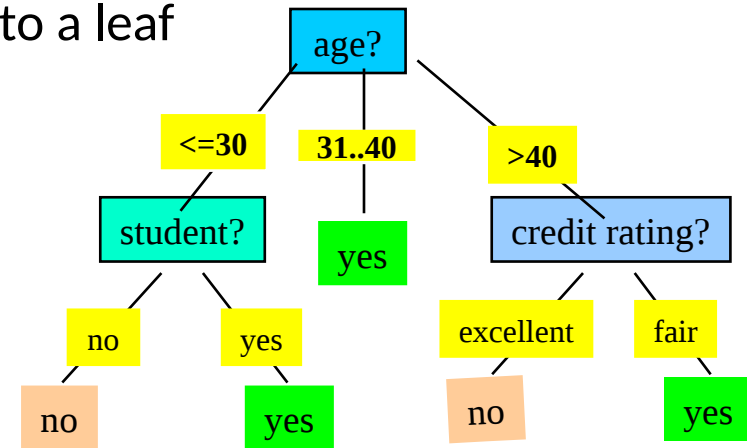 to a leaf
age?
<=30
31..40
>40
student?
yes
credit rating?
no
yes
excellent
fair
no
yes
no
yes